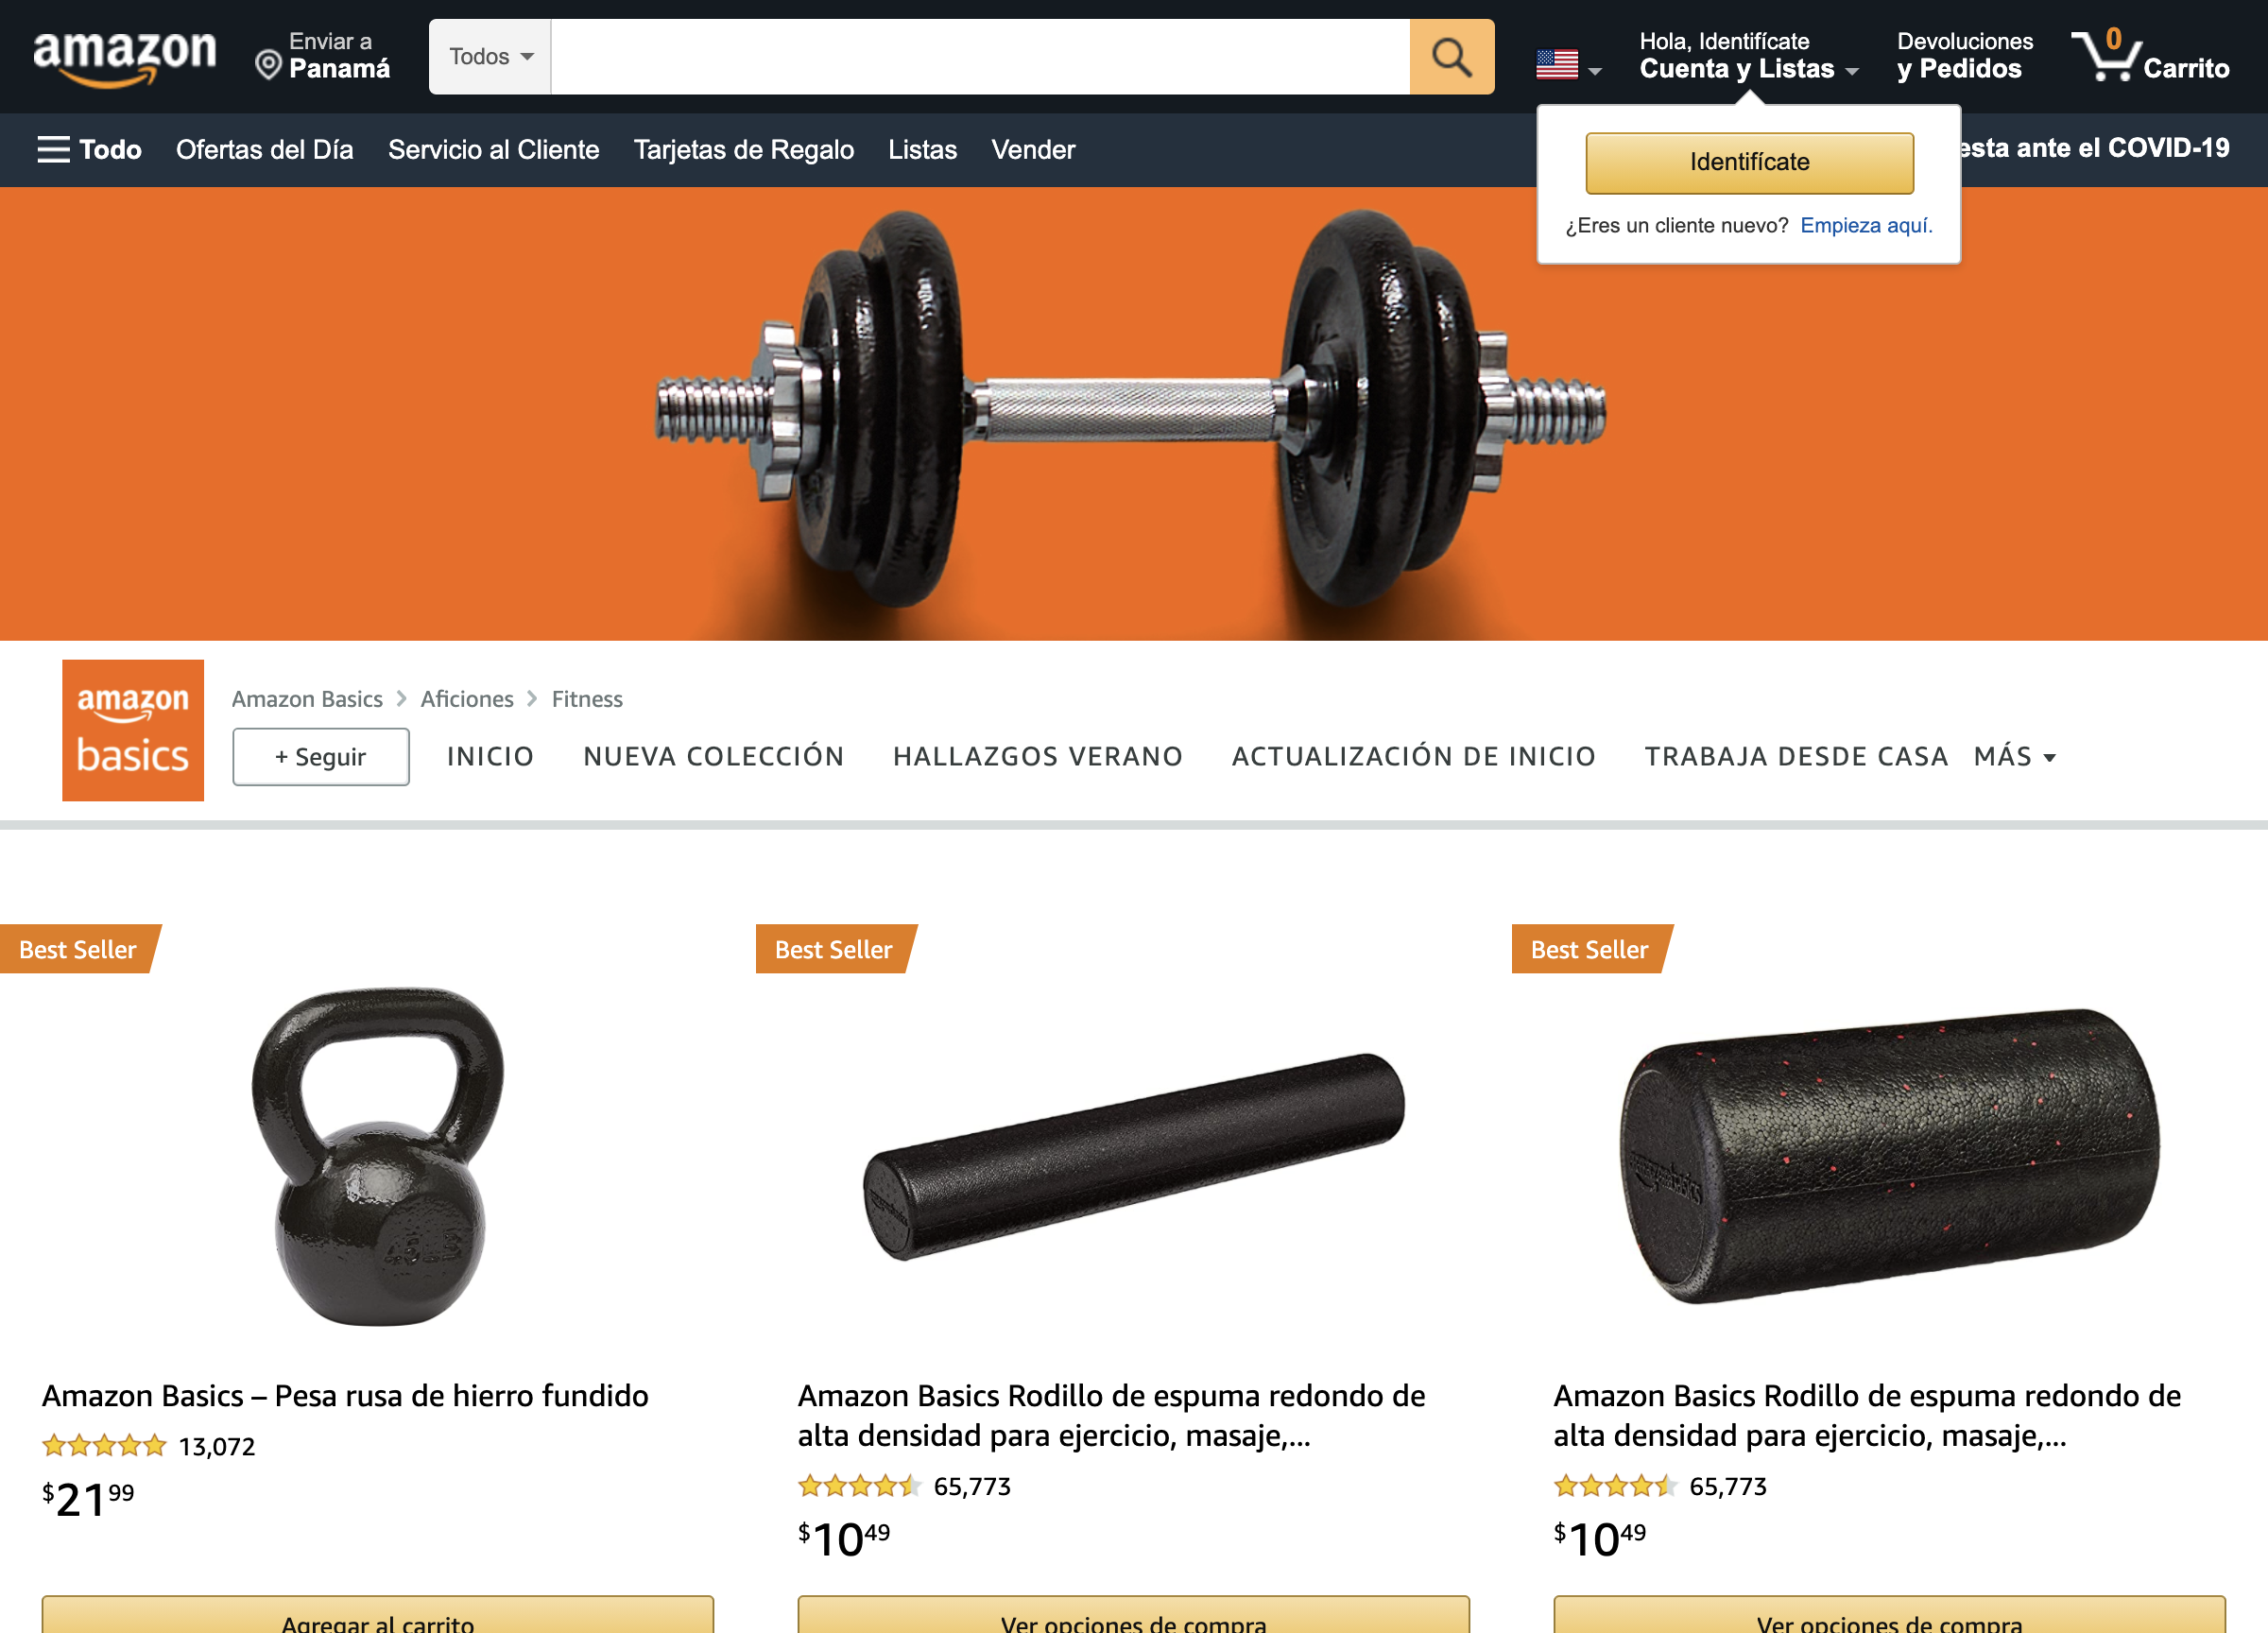 amazon
Enviar a
Panamá
Todos
Hola, Identifícate
Cuenta y Listas
Devoluciones
y Pedidos
0
Carrito
Todo
Ofertas del Día
Servicio al Cliente
Tarjetas de Regalo
Listas
Vender
esta ante el COVID-19
Identifícate
¿Eres un cliente nuevo? Empieza aquí.
amazon
basics
Amazon Basics
Aficiones
Fitness
+ Seguir
INICIO
NUEVA COLECCIÓN
HALLAZGOS VERANO
ACTUALIZACIÓN DE INICIO
TRABAJA DESDE CASA
MÁS
Best Seller
Amazon Basics – Pesa rusa de hierro fundido
13,072
$21 99
Agregar al carrito
Best Seller
amazonbasics
Amazon Basics Rodillo de espuma redondo de
alta densidad para ejercicio, masaje,...
65,773
$10 49
Ver opciones de compra
Best Seller
amazonbasics
Amazon Basics Rodillo de espuma redondo de
alta densidad para ejercicio, masaje,...
65,773
$10 49
Ver opciones de compra